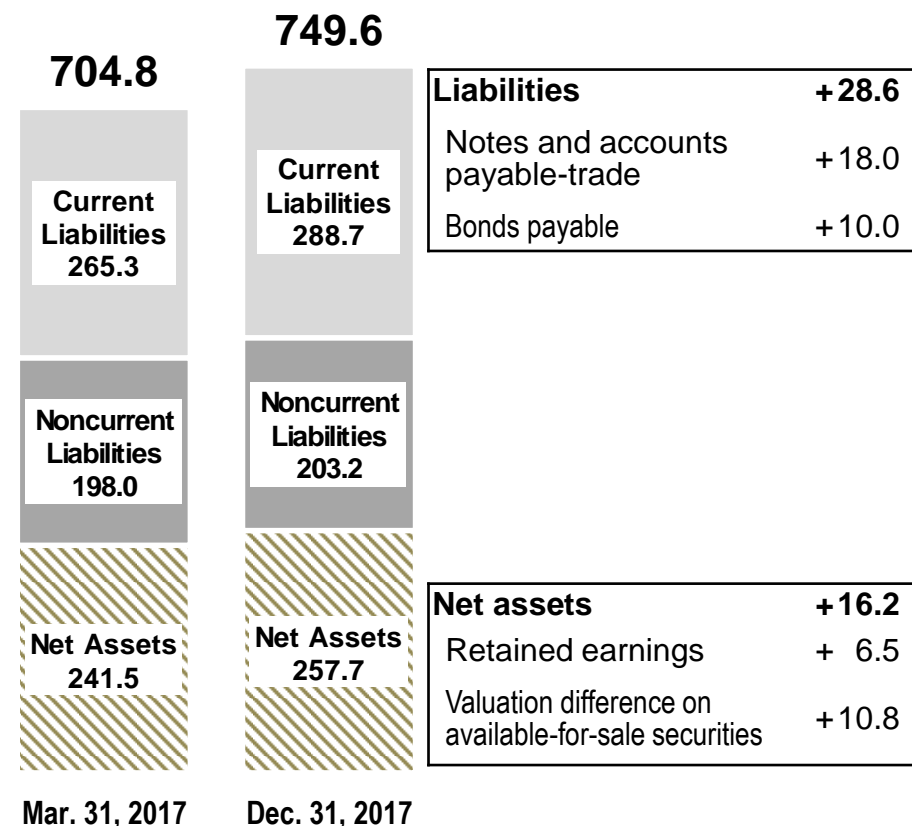 704.8
Current
Liabilities
265.3
Noncurrent
Liabilities
198.0
Net Assets
241.5
Mar. 31, 2017
749.6
Current
Liabilities
288.7
Noncurrent
Liabilities
203.2
Net Assets
257.7
Dec. 31, 2017
Liabilities +28.6
Notes and accounts
payable-trade +18.0
Bonds payable +10.0
Net assets +16.2
Retained earnings + 6.5
Valuation difference on
available-for-sale securities +10.8